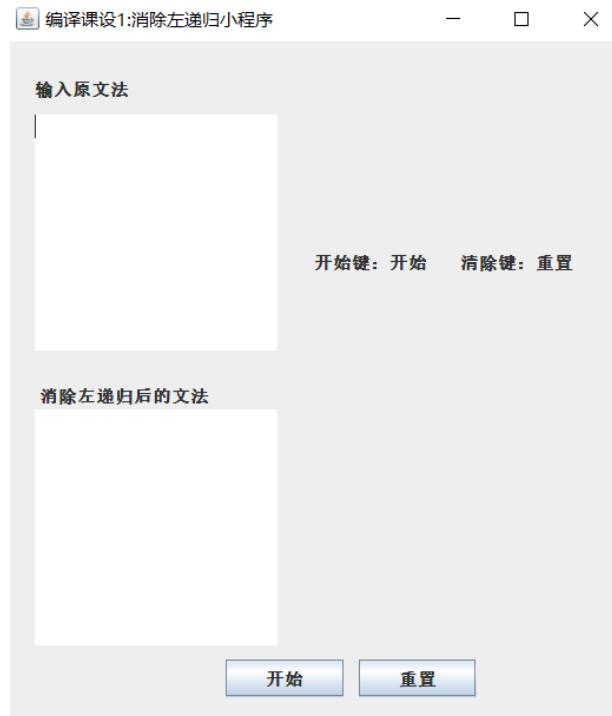 编译课设1:消除左递归小程序
输入原文法
开始键：开始 清除键：重置
消除左递归后的文法
开始 重置